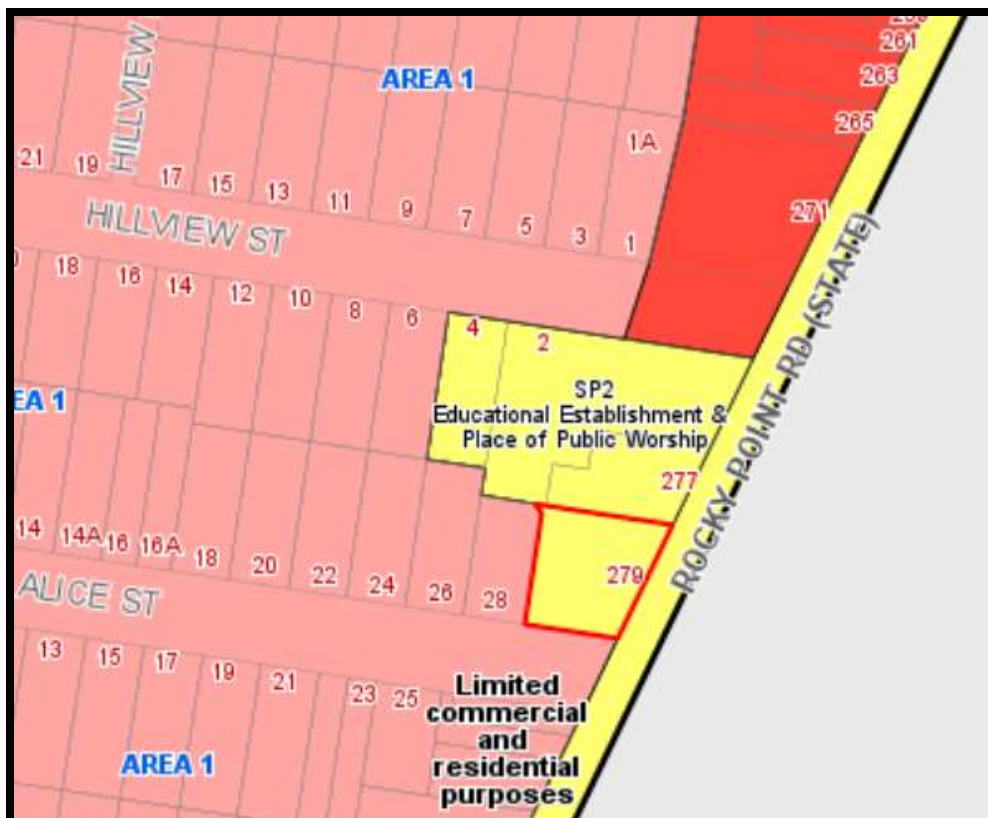 261
263
265
271
AREA 1
1A
HILLVIEW
21 19 17 15 13 11 9 7 5 3 1
HILLVIEW ST
18 16 14 12 10 8 6 4 2
SP2
Educational Establishment &
Place of Public Worship
EA 1
277
279
ROCKY POINT RD (STATE)
14 14A 16 16A 18 20 22 24 26 28
ALICE ST
13 15 17 19 21 23 25
Limited
commercial
and
residential
purposes
AREA 1